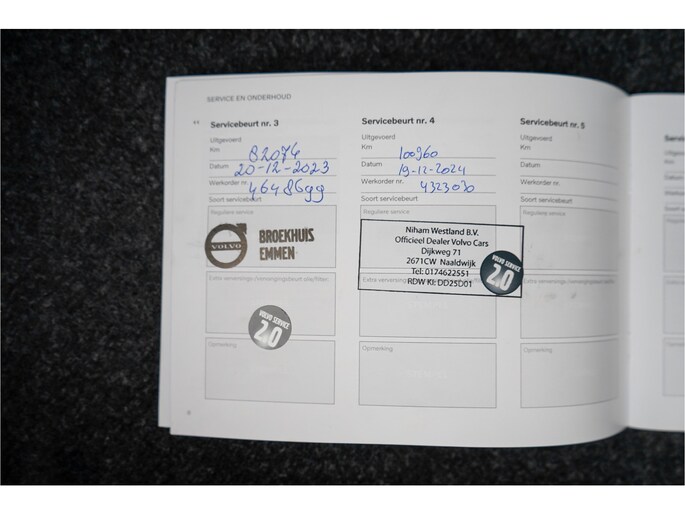 SERVICE EN ONDERHOUD
Servicebeurt nr. 3
Uitgevoerd
Km 82074
Datum 20-12-2023
Werkorder nr.
Soort servicebeurt
Reguliere service
VOLVO
BROEKHUIS
EMMEN
VOLVO SERVICE
2.0
Opmerking
Servicebeurt nr. 4
Uitgevoerd
Km 100960
Datum 19-12-2024
Werkorder nr. 4323030
Soort servicebeurt
Reguliere service
Niham Westland B.V.
Officieel Dealer Volvo Cars
Dijkweg 71
2671CW Naaldwijk
Tel: 0174622551
RDW KI: DD25D01
VOLVO SERVICE
2.0
Opmerking
Servicebeurt nr. 5
Uitgevoerd
Km
Datum
Werkorder nr.
Soort servicebeurt
Reguliere service
Opmerking